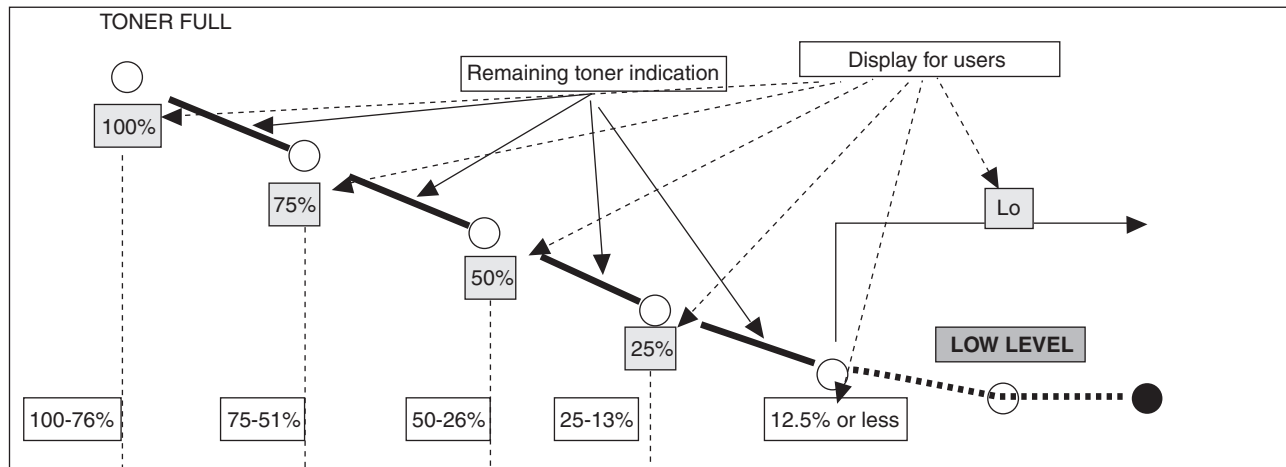 TONER FULL
Remaining toner indication
Display for users
100%
75%
Lo
50%
25%
LOW LEVEL
100-76%
75-51%
50-26%
25-13%
12.5% or less